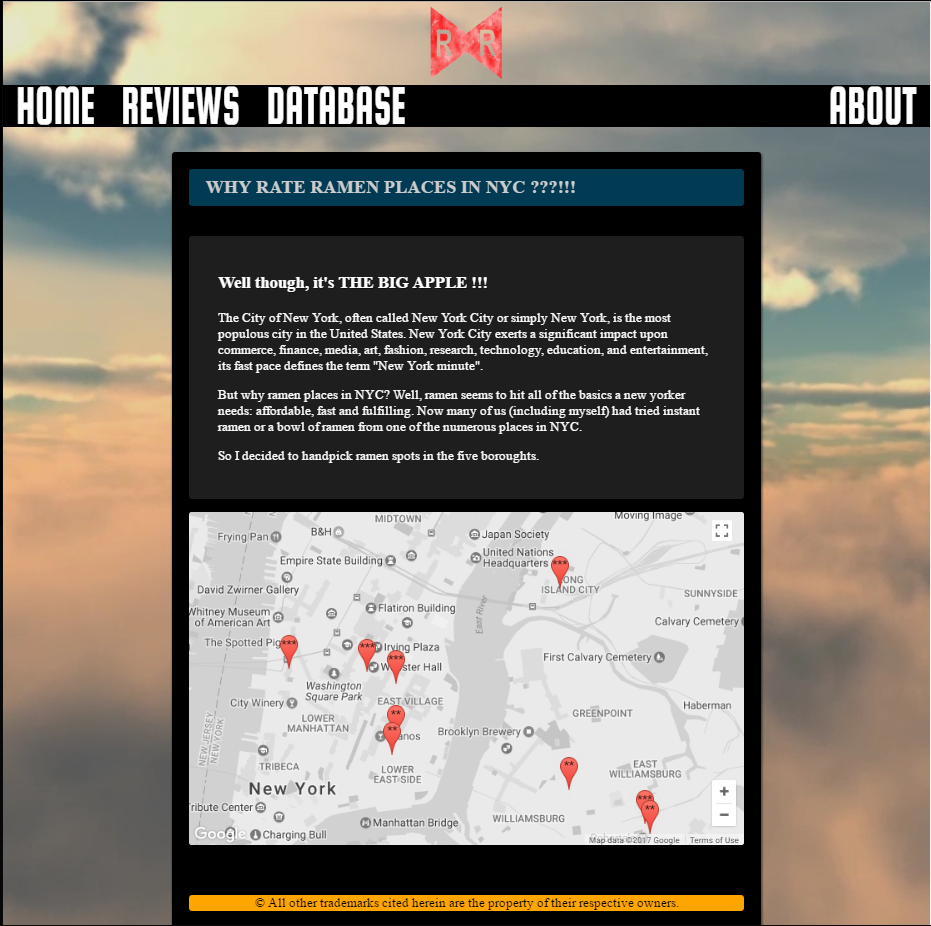 R R
HOME REVIEWS DATABASE ABOUT
WHY RATE RAMEN PLACES IN NYC ???!!!
Well though, it's THE BIG APPLE !!!
The City of New York, often called New York City or simply New York, is the most
populous city in the United States. New York City exerts a significant impact upon
commerce, finance, media, art, fashion, research, technology, education, and entertainment,
its fast pace defines the term "New York minute".
But why ramen places in NYC? Well, ramen seems to hit all of the basics a new yorker
needs: affordable, fast and fulfilling. Now many of us (including myself) had tried instant
ramen or a bowl of ramen from one of the numerous places in NYC.
So I decided to handpick ramen spots in the five boroughts.
MIDTOWN
Moving Image
Frying Pan
B&H
Japan Society
United Nations
Headquarters
Empire State Building
***
LONG
ISLAND CITY
David Zwirner Gallery
SUNNYSIDE
Whitney Museum
of American Art
Flatiron Building
East River
Calvary Cemetery
The Spotted Pig
***
***
Irving Plaza
***
Webster Hall
First Calvary Cemetery
Washington
Square Park
City Winery
EAST VILLAGE
Haberman
LOWER
MANHATTAN
**
GREENPOINT
NEW JERSEY
NEW YORK
**
anos
Brooklyn Brewery
TRIBECA
LOWER
EAST SIDE
**
EAST
WILLIAMSBURG
New York
+
Tribute Center
***
**
−
Manhattan Bridge
WILLIAMSBURG
Google
Charging Bull
Map data ©2017 Google Terms of Use
© All other trademarks cited herein are the property of their respective owners.